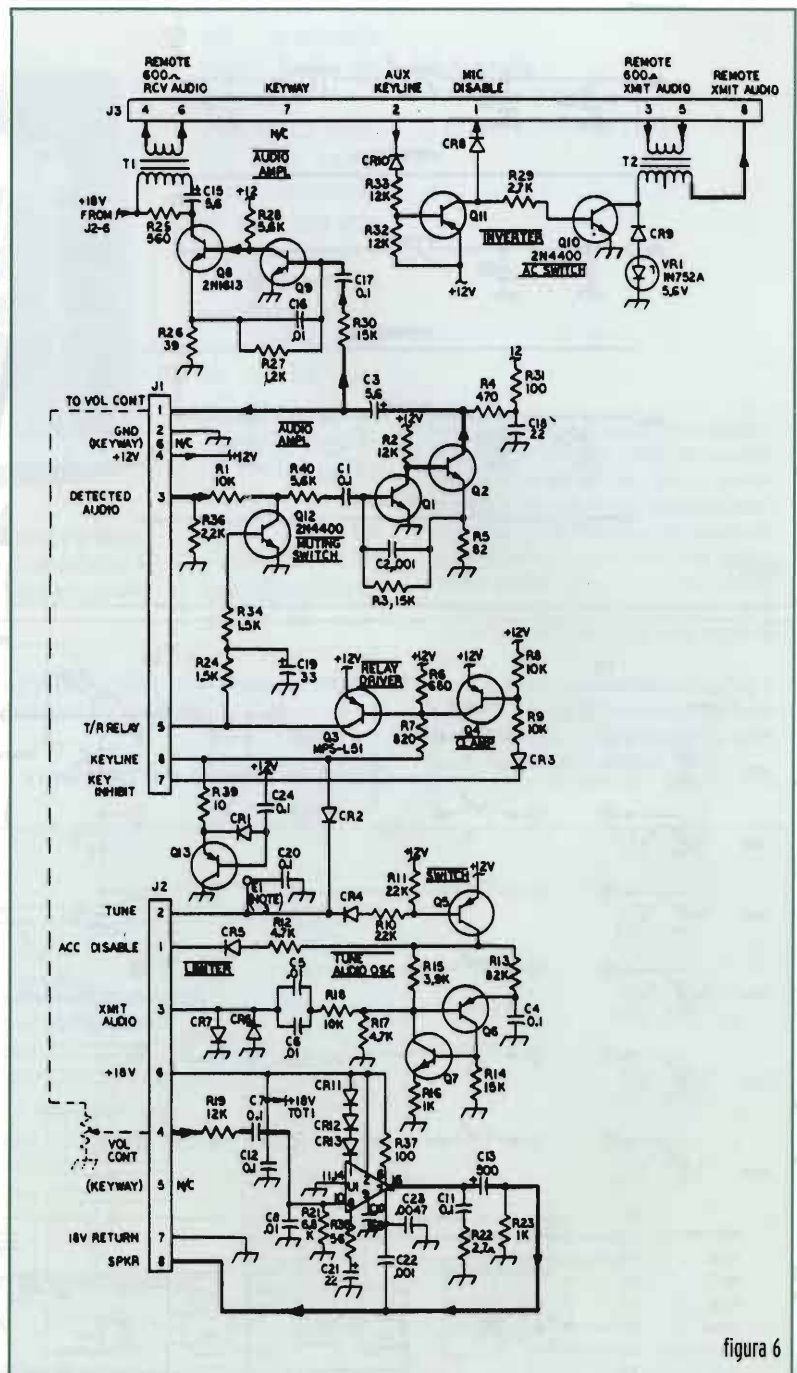 REMOTE
600Ω
RCV AUDIO
KEYWAY
AUX
KEYLINE
MIC
DISABLE
REMOTE
600Ω
XMIT AUDIO
REMOTE
XMIT AUDIO
J3
4
6
7
2
1
3
5
8
N/C
T1
AUDIO
AMPL
+12
CR10
CR8
R29
2.7K
T2
+18V
FROM
J2-6
C15
5.6
R25
560
R28
5.6K
R33
12K
R32
12K
Q11
INVERTER
Q10
2N4400
AC SWITCH
CR9
VR1
IN752A
5.6V
+12V
Q8
2N1613
Q9
C17
0.1
C16
.01
R30
15K
R26
39
R27
1.2K
J1
TO VOL CONT
1
GND
2
(KEYWAY)
6
N/C
+12V
4
+12V
C3
5.6
R4
470
12
R31
100
C18
22
AUDIO
AMPL
+12V
R2
12K
Q2
R1
10K
R40
5.6K
C1
0.1
Q1
DETECTED
AUDIO
3
R36
2.2K
Q12
2N4400
MUTING
SWITCH
C2,.001
R3,15K
R5
82
R34
1.5K
R24
1.5K
C19
33
+12V
RELAY
DRIVER
+12V
R6
680
+12V
+12V
R8
10K
R7
820
R9
10K
Q4
CLAMP
CR3
T/R RELAY
5
Q3
MPS-L51
KEYLINE
8
KEY
INHIBIT
7
R39
10
+12V
C24
0.1
CR1
CR2
Q13
C20
0.1
E1
(NOTE)
+12V
R11
22K
SWITCH
+12V
Q5
J2
TUNE
2
CR4
R10
22K
R12
4.7K
ACC DISABLE
1
CR5
LIMITER
C5
.01
TUNE
AUDIO OSC
R15
3.9K
R13
82K
XMIT
AUDIO
3
CR7
CR6
C6
.01
R18
10K
R17
4.7K
Q6
C4
0.1
Q7
R16
1K
R14
15K
+18V
6
R19
12K
C7
0.1
+18V
TO T1
CR11
CR12
CR13
R37
100
4
VOL
CONT
C12
0.1
(KEYWAY)
5
N/C
U1
C13
500
C11
0.1
C8
.01
R21
6.8
K
56
C23
.0047
R22
2.7Ω
R23
1K
18V RETURN
7
C21
22
C22
.001
SPKR
8
figura 6